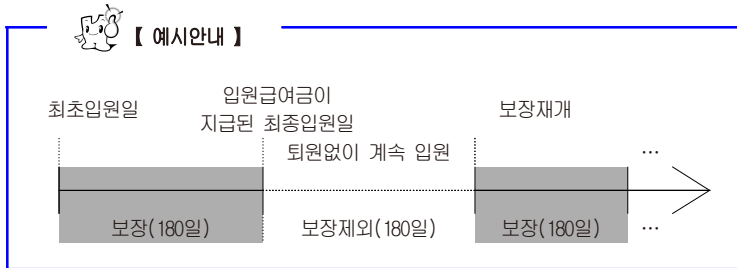 【 예시안내 】
최초입원일
입원급여금이
지급된 최종입원일
보장재개
퇴원없이 계속 입원
…
보장(180일)
보장제외(180일)
보장(180일)
…